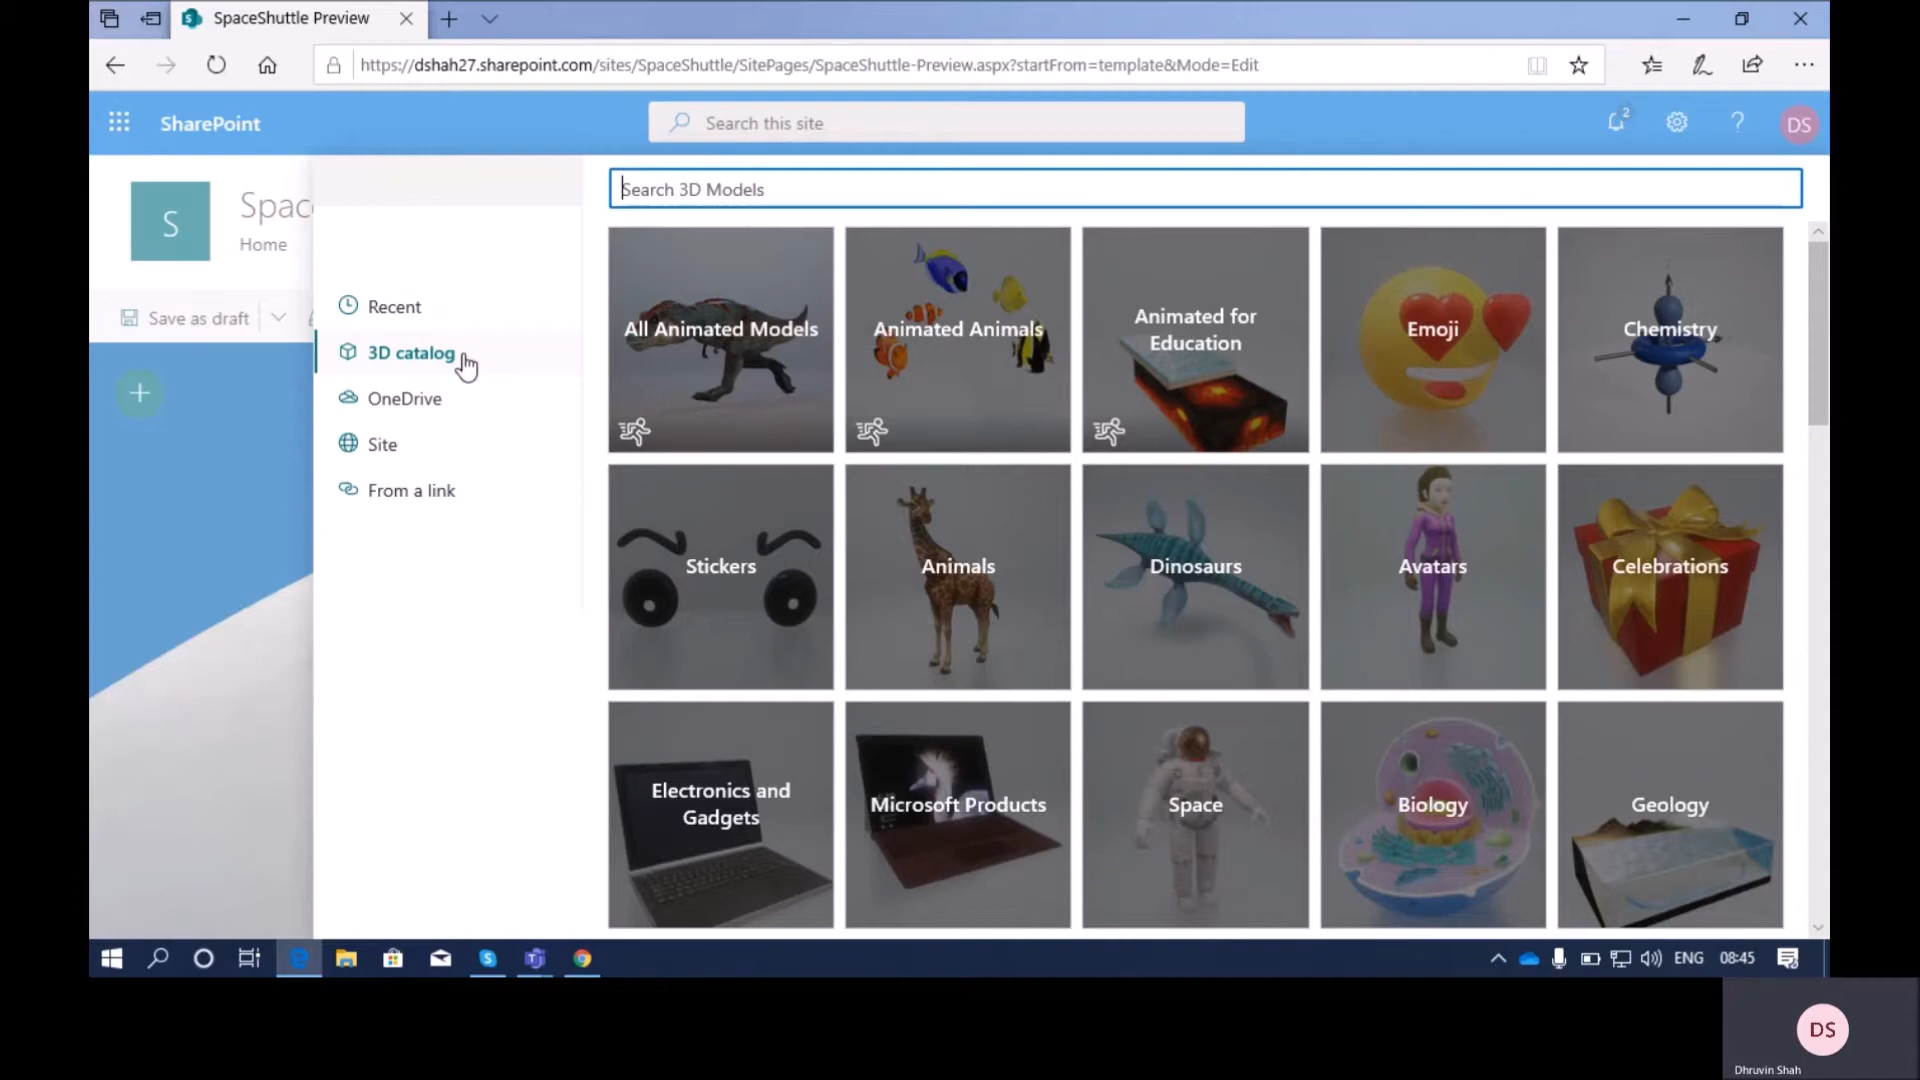 SpaceShuttle Preview
https://dshah27.sharepoint.com/sites/SpaceShuttle/SitePages/SpaceShuttle-Preview.aspx?startFrom=template&Mode=Edit
SharePoint
Search this site
2
DS
S
Spac
Home
Search 3D Models
Save as draft
Recent
3D catalog
OneDrive
Site
From a link
All Animated Models
Animated Animals
Animated for
Education
Emoji
Chemistry
Stickers
Animals
Dinosaurs
Avatars
Celebrations
Electronics and
Gadgets
Microsoft Products
Space
Biology
Geology
ENG
08:45
DS
Dhruvin Shah